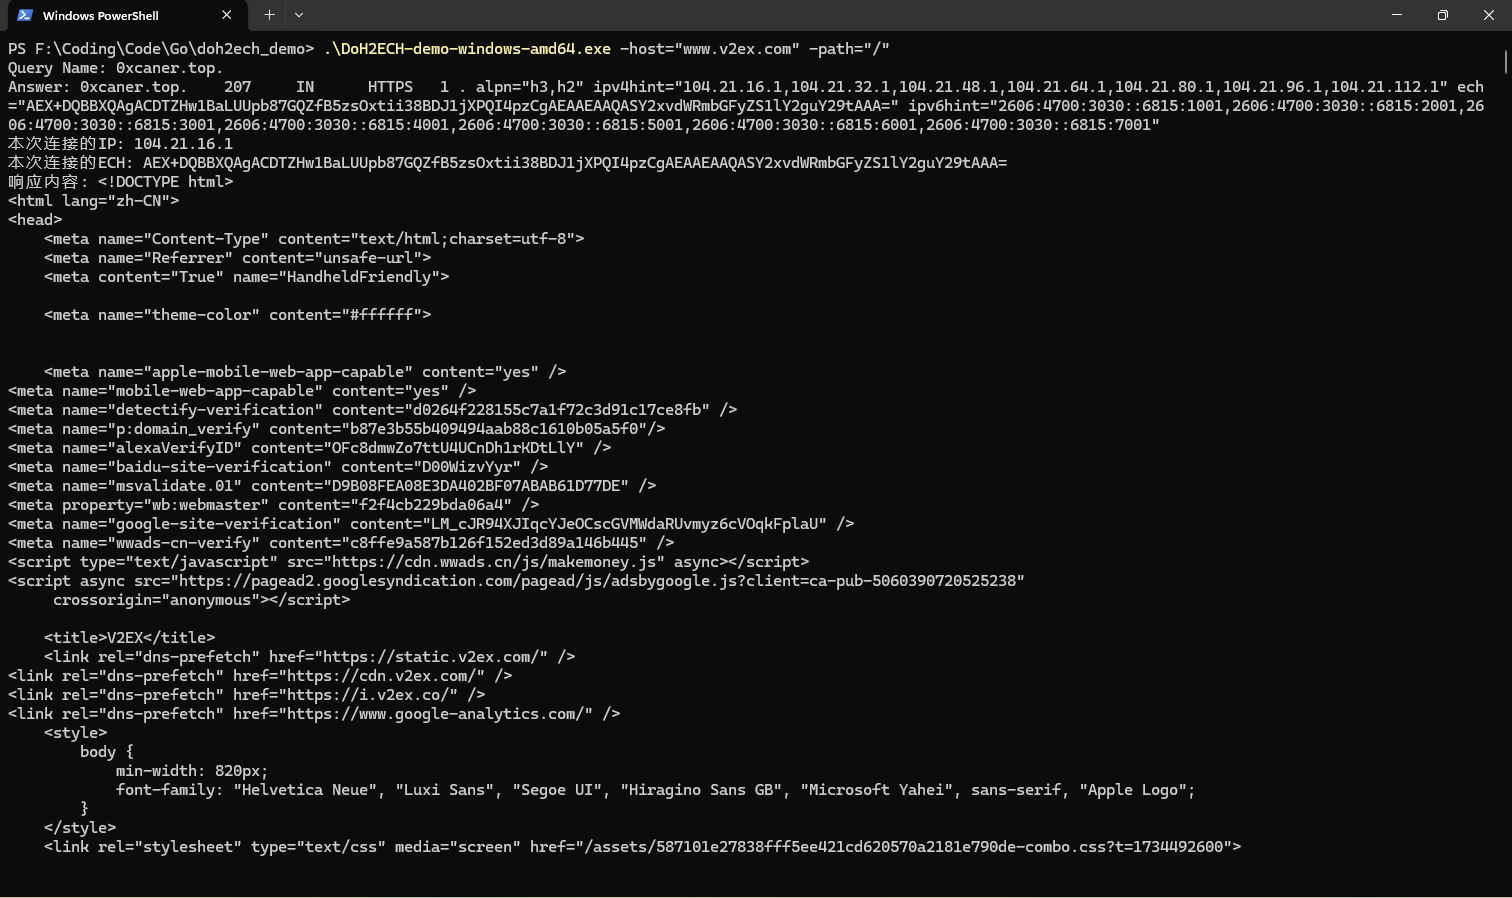 Windows PowerShell
PS F:\Coding\Code\Go\doh2ech_demo> .\DoH2ECH-demo-windows-amd64.exe -host="www.v2ex.com" -path="/"
Query Name: 0xcaner.top.
Answer: 0xcaner.top.    207     IN      HTTPS   1 . alpn="h3,h2" ipv4hint="104.21.16.1,104.21.32.1,104.21.48.1,104.21.64.1,104.21.80.1,104.21.96.1,104.21.112.1" ech
="AEX+DQBBXQAgACDTZHw1BaLUUpb87GQZfB5zsOxtii38BDJ1jXPQI4pzCgAEAAEAAQASY2xvdWRmbGFyZS1lY2guY29tAAA=" ipv6hint="2606:4700:3030::6815:1001,2606:4700:3030::6815:2001,26
06:4700:3030::6815:3001,2606:4700:3030::6815:4001,2606:4700:3030::6815:5001,2606:4700:3030::6815:6001,2606:4700:3030::6815:7001"
本次连接的IP: 104.21.16.1
本次连接的ECH: AEX+DQBBXQAgACDTZHw1BaLUUpb87GQZfB5zsOxtii38BDJ1jXPQI4pzCgAEAAEAAQASY2xvdWRmbGFyZS1lY2guY29tAAA=
响应内容: <!DOCTYPE html>
<html lang="zh-CN">
<head>
    <meta name="Content-Type" content="text/html;charset=utf-8">
    <meta name="Referrer" content="unsafe-url">
    <meta content="True" name="HandheldFriendly">
    <meta name="theme-color" content="#ffffff">
    <meta name="apple-mobile-web-app-capable" content="yes" />
<meta name="mobile-web-app-capable" content="yes" />
<meta name="detectify-verification" content="d0264f228155c7a1f72c3d91c17ce8fb" />
<meta name="p:domain_verify" content="b87e3b55b409494aab88c1610b05a5f0"/>
<meta name="alexaVerifyID" content="OFc8dmwZo7ttU4UCnDh1rKDtLlY" />
<meta name="baidu-site-verification" content="D00WizvYyr" />
<meta name="msvalidate.01" content="D9B08FEA08E3DA402BF07ABAB61D77DE" />
<meta property="wb:webmaster" content="f2f4cb229bda06a4" />
<meta name="google-site-verification" content="LM_cJR94XJIqcYJeOCscGVMWdaRUvmyz6cVOqkFplaU" />
<meta name="wwads-cn-verify" content="c8ffe9a587b126f152ed3d89a146b445" />
<script type="text/javascript" src="https://cdn.wwads.cn/js/makemoney.js" async></script>
<script async src="https://pagead2.googlesyndication.com/pagead/js/adsbygoogle.js?client=ca-pub-5060390720525238"
     crossorigin="anonymous"></script>
    <title>V2EX</title>
    <link rel="dns-prefetch" href="https://static.v2ex.com/" />
<link rel="dns-prefetch" href="https://cdn.v2ex.com/" />
<link rel="dns-prefetch" href="https://i.v2ex.co/" />
<link rel="dns-prefetch" href="https://www.google-analytics.com/" />
    <style>
        body {
            min-width: 820px;
            font-family: "Helvetica Neue", "Luxi Sans", "Segoe UI", "Hiragino Sans GB", "Microsoft Yahei", sans-serif, "Apple Logo";
        }
    </style>
    <link rel="stylesheet" type="text/css" media="screen" href="/assets/587101e27838fff5ee421cd620570a2181e790de-combo.css?t=1734492600">